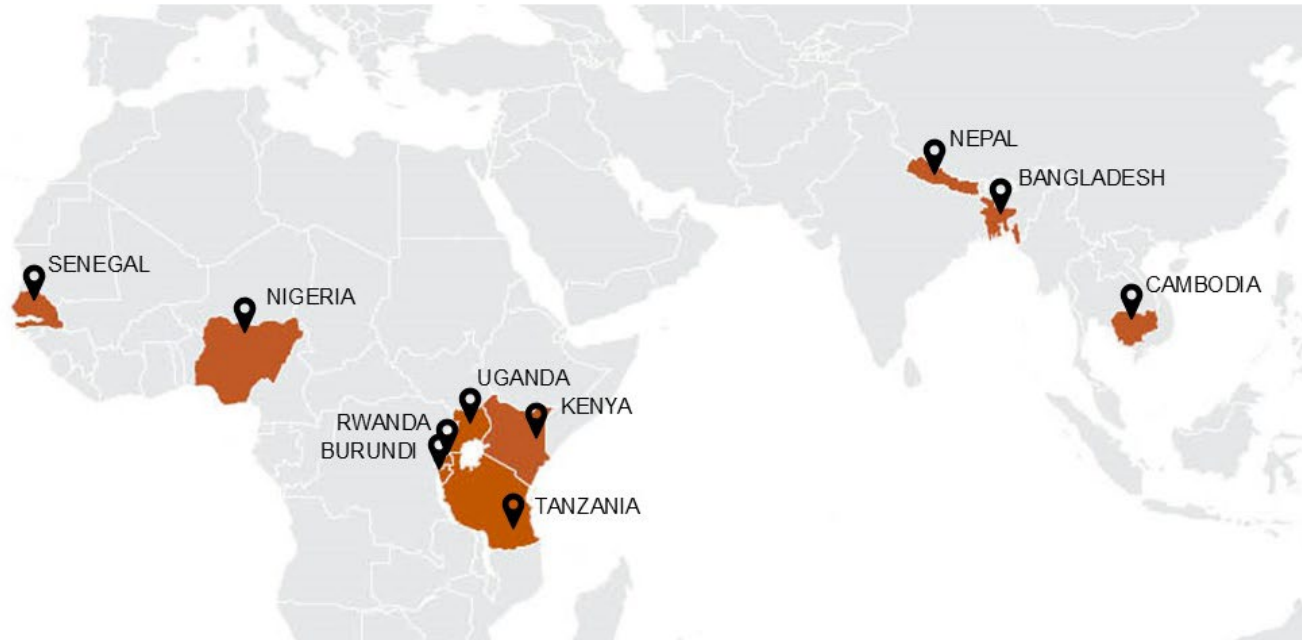 NEPAL
BANGLADESH
SENEGAL
CAMBODIA
NIGERIA
UGANDA
KENYA
RWANDA
BURUNDI
TANZANIA